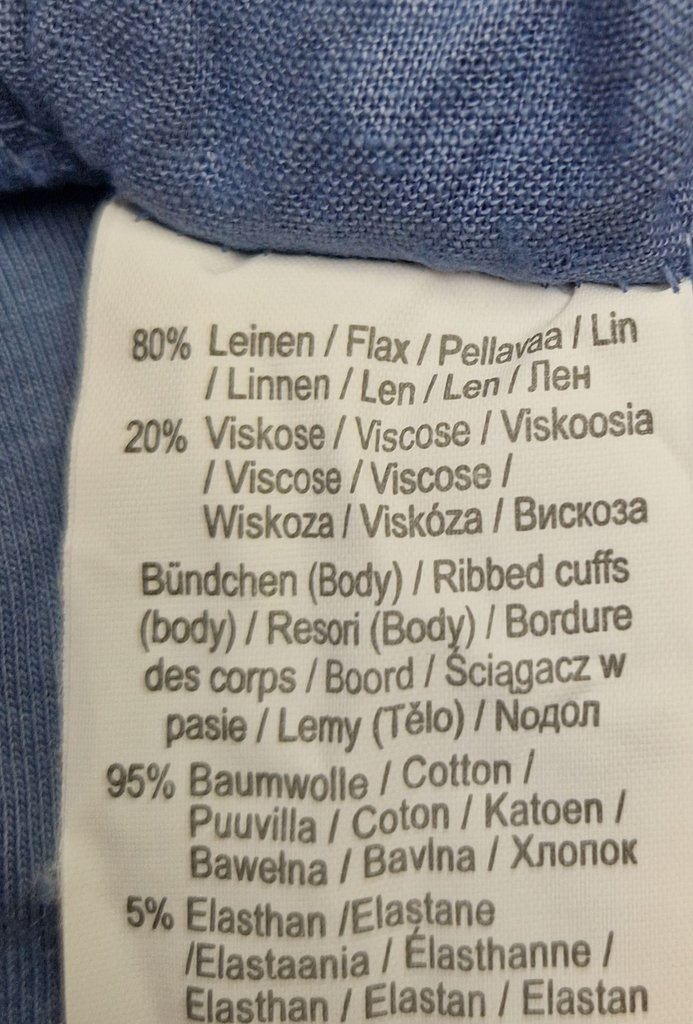 80% Leinen / Flax / Pellavaa / Lin
/ Linnen / Len / Len / Лен
20% Viskose / Viscose / Viskoosia
/ Viscose / Viscose /
Wiskoza / Viskóza / Вискоза
Bündchen (Body) / Ribbed cuffs
(body) / Resori (Body) / Bordure
des corps / Boord / Ściągacz w
pasie / Lemy (Tělo) / Nодол
95% Baumwolle / Cotton /
Puuvilla / Coton / Katoen /
Bawełna / Bavlna / Хлопок
5% Elasthan /Elastane
/Elastaania / Élasthanne /
Elasthan / Elastan / Elastan